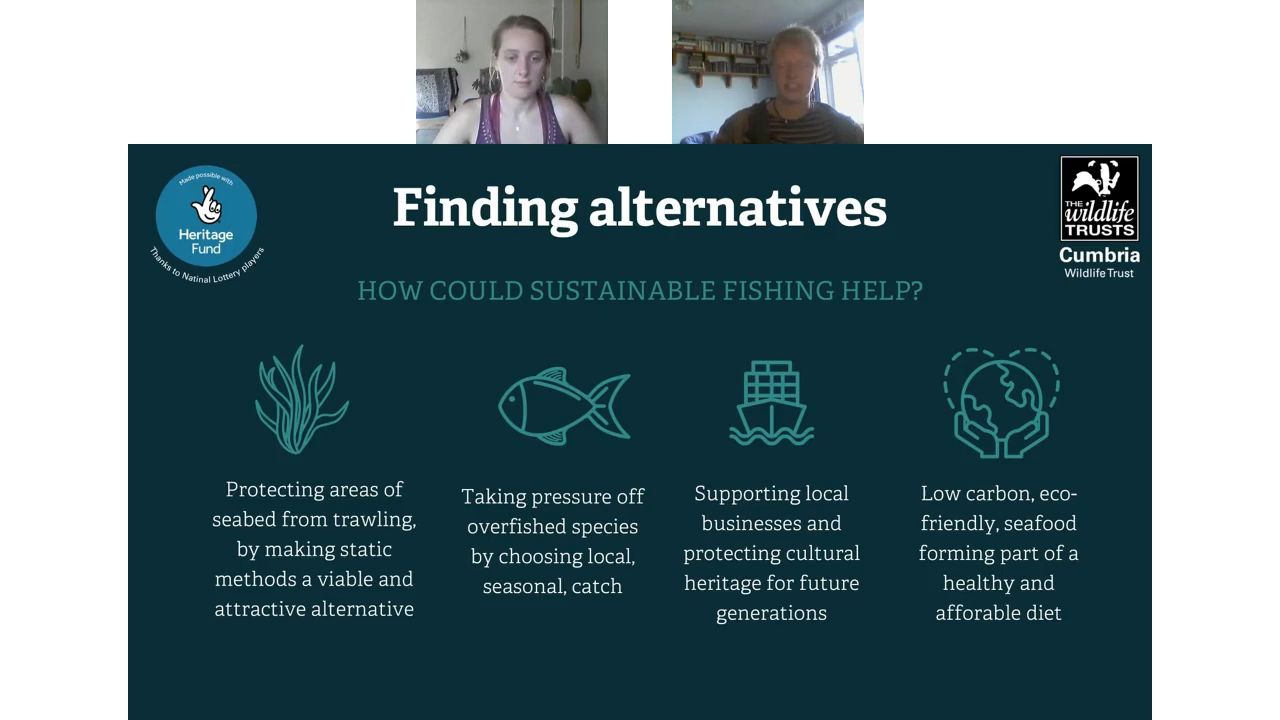 Made possible with
Heritage
Fund
Thanks to Natinal Lottery players
Finding alternatives
THE
wildlife
TRUSTS
Cumbria
Wildlife Trust
HOW COULD SUSTAINABLE FISHING HELP?
Protecting areas of
seabed from trawling,
by making static
methods a viable and
attractive alternative
Taking pressure off
overfished species
by choosing local,
seasonal, catch
Supporting local
businesses and
protecting cultural
heritage for future
generations
Low carbon, eco-
friendly, seafood
forming part of a
healthy and
afforable diet